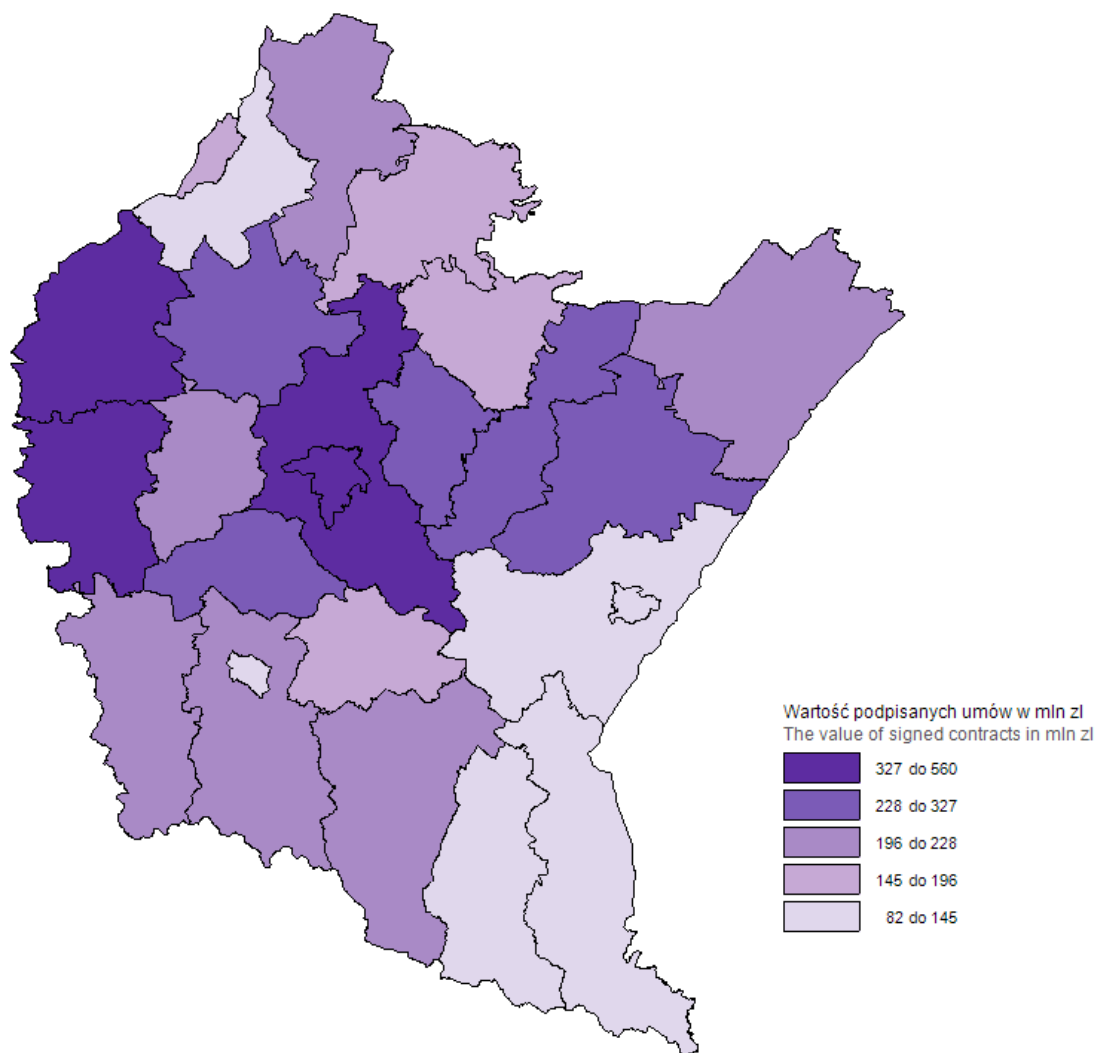 Wartość podpisanych umów w mln zl
The value of signed contracts in mln zl
327 do 560
228 do 327
196 do 228
145 do 196
82 do 145